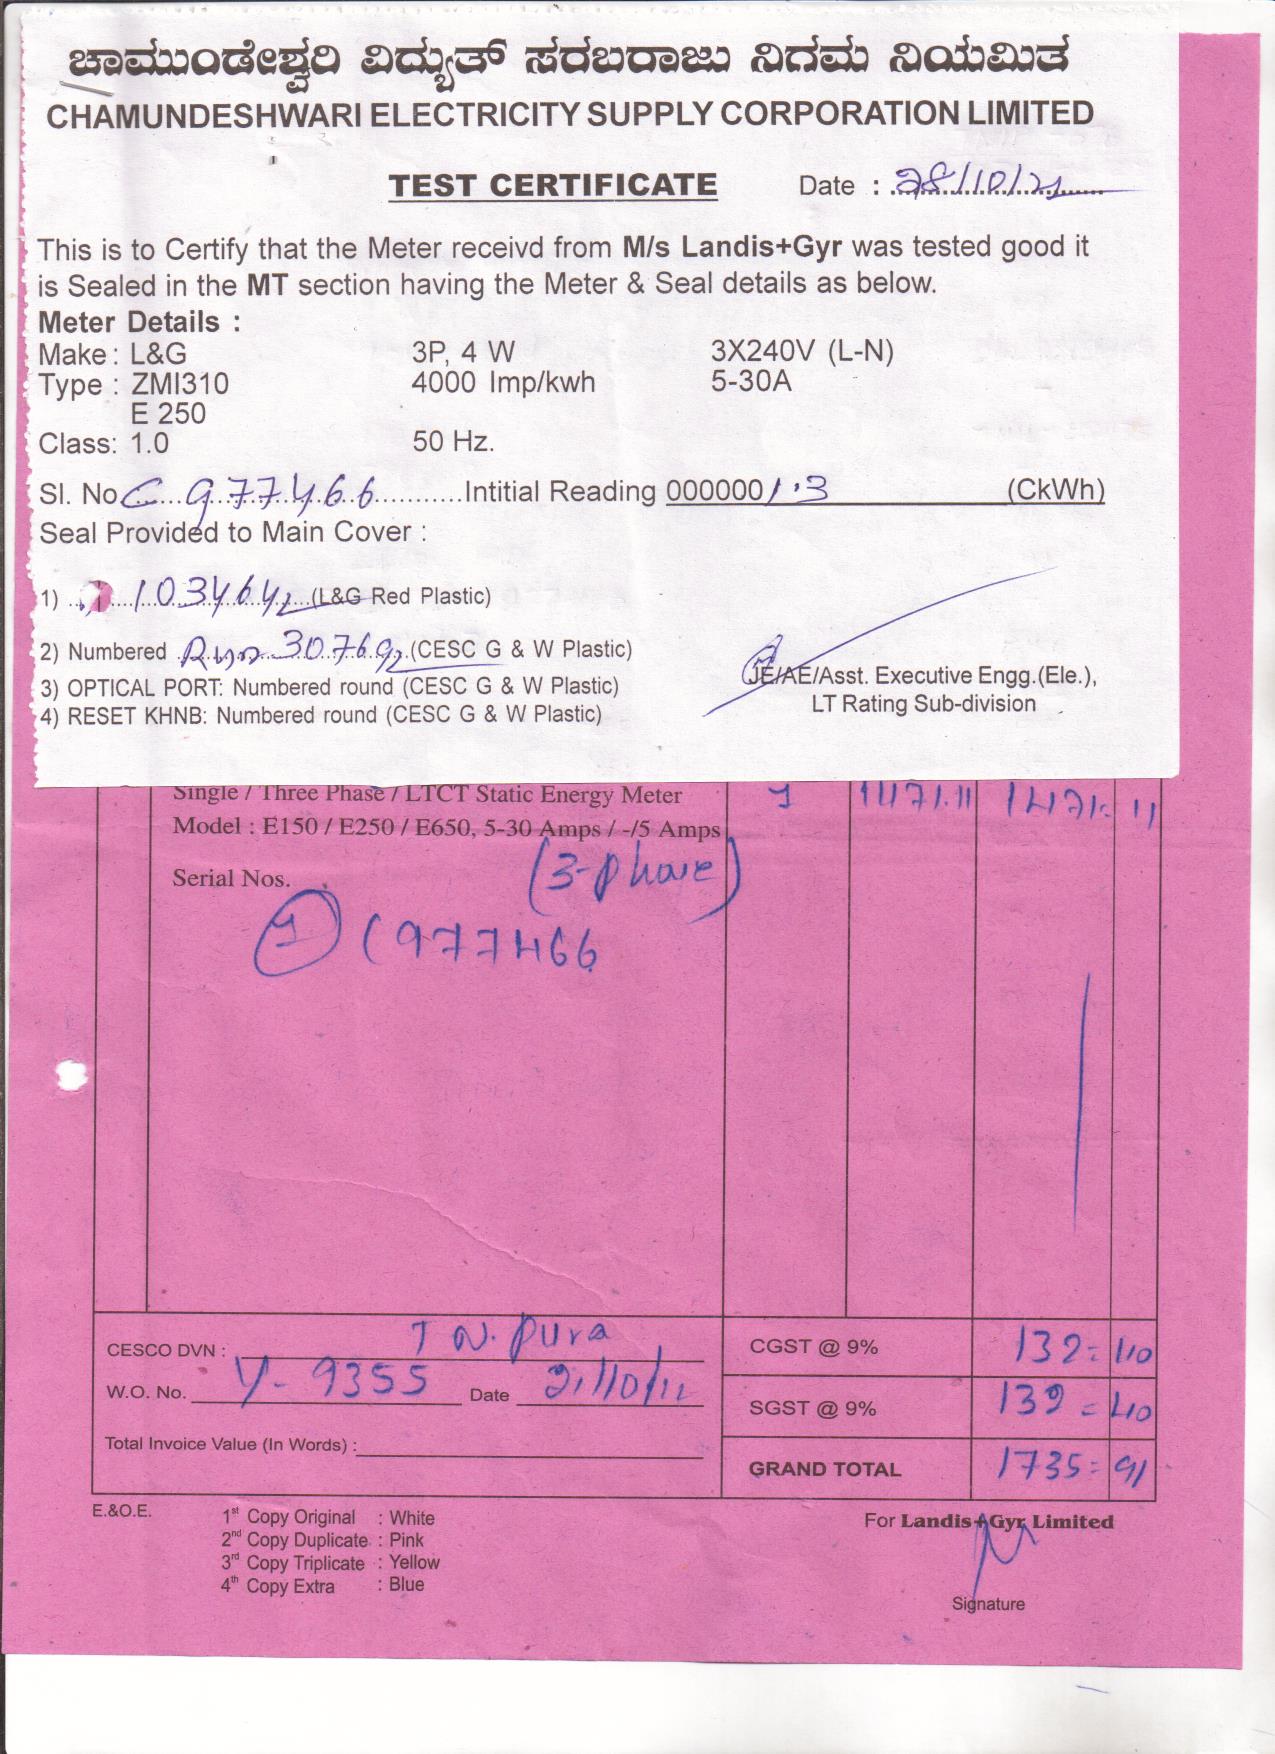 ಚಾಮುಂಡೇಶ್ವರಿ ವಿದ್ಯುತ್ ಸರಬರಾಜು ನಿಗಮ ನಿಯಮಿತ
CHAMUNDESHWARI ELECTRICITY SUPPLY CORPORATION LIMITED
TEST CERTIFICATE Date : 28/10/21
This is to Certify that the Meter receivd from M/s Landis+Gyr was tested good it
is Sealed in the MT section having the Meter & Seal details as below.
Meter Details :
Make : L&G 3P, 4 W 3X240V (L-N)
Type : ZMI310 4000 Imp/kwh 5-30A
E 250
Class: 1.0 50 Hz.
Sl. No C 977466 Intitial Reading 000000/1.3 (CkWh)
Seal Provided to Main Cover :
1) 1034642 (L&G Red Plastic)
2) Numbered 307692 (CESC G & W Plastic)
3) OPTICAL PORT: Numbered round (CESC G & W Plastic)
4) RESET KHNB: Numbered round (CESC G & W Plastic)
JE/AE/Asst. Executive Engg.(Ele.),
LT Rating Sub-division
Single / Three Phase / LTCT Static Energy Meter 1 1471.11 1471. 11
Model : E150 / E250 / E650, 5-30 Amps / -/5 Amps
(3-phase)
Serial Nos.
1 C977466
CESCO DVN : T N. Pura
W.O. No. Y-9355 Date
Total Invoice Value (In Words) :
CGST @ 9% 132=40
SGST @ 9% 132=40
GRAND TOTAL 1735=91
E.&O.E.
1st Copy Original : White
2nd Copy Duplicate : Pink
3rd Copy Triplicate : Yellow
4th Copy Extra : Blue
For Landis+Gyr Limited
Signature